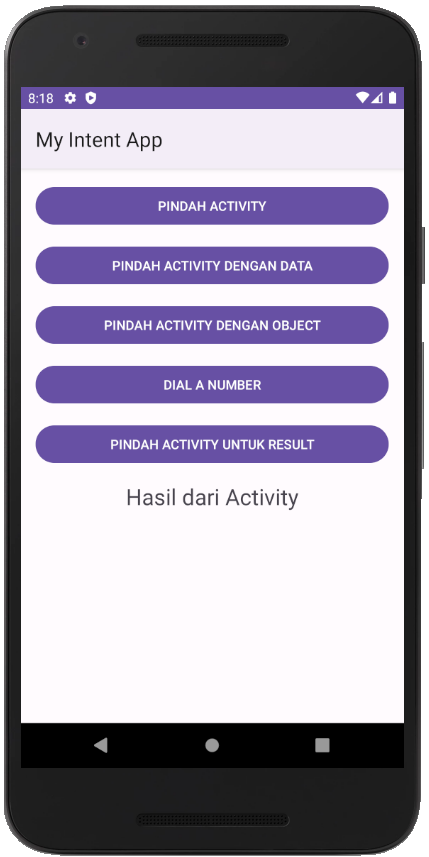 8:18
My Intent App
PINDAH ACTIVITY
PINDAH ACTIVITY DENGAN DATA
PINDAH ACTIVITY DENGAN OBJECT
DIAL A NUMBER
PINDAH ACTIVITY UNTUK RESULT
Hasil dari Activity